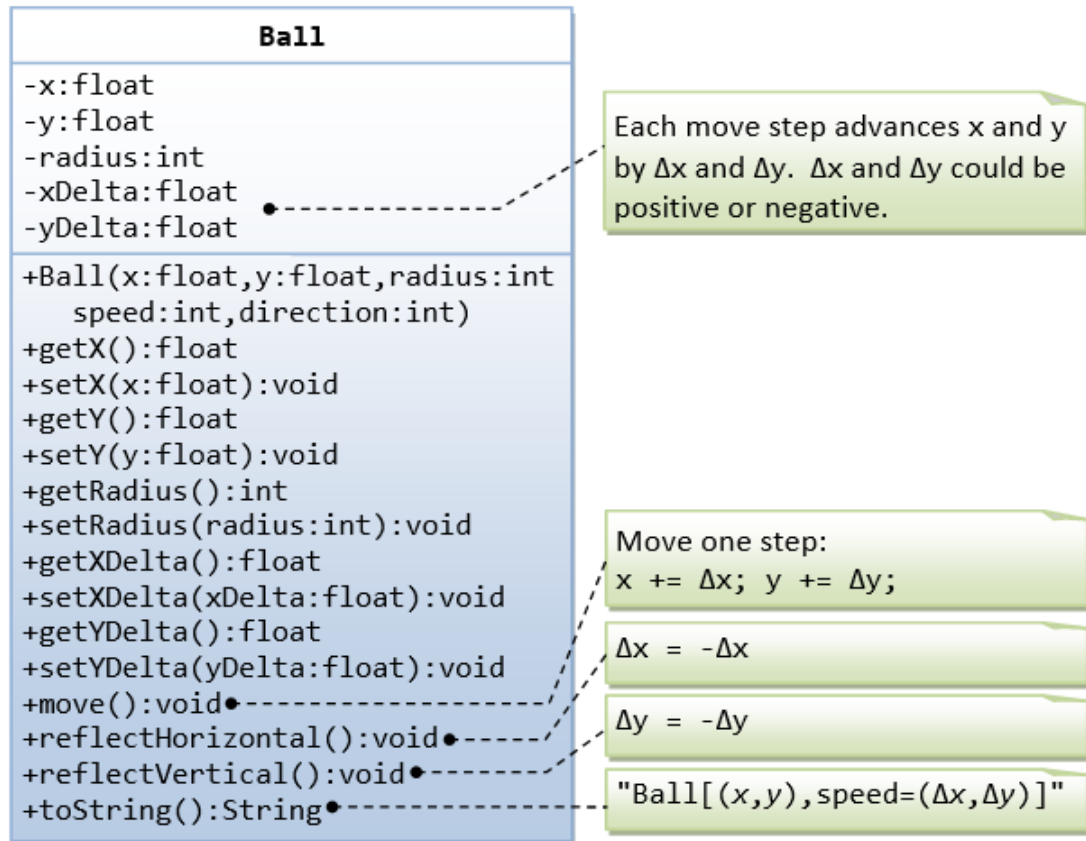 Ball
-x:float
-y:float
-radius:int
-xDelta:float
-yDelta:float
Each move step advances x and y
by Δx and Δy. Δx and Δy could be
positive or negative.
+Ball(x:float,y:float,radius:int
speed:int,direction:int)
+getX():float
+setX(x:float):void
+getY():float
+setY(y:float):void
+getRadius():int
+setRadius(radius:int):void
+getXDelta():float
+setXDelta(xDelta:float):void
+getYDelta():float
+setYDelta(yDelta:float):void
+move():void
+reflectHorizontal():void
+reflectVertical():void
+toString():String
Move one step:
x += Δx; y += Δy;
Δx = -Δx
Δy = -Δy
"Ball[(x,y),speed=(Δx,Δy)]"